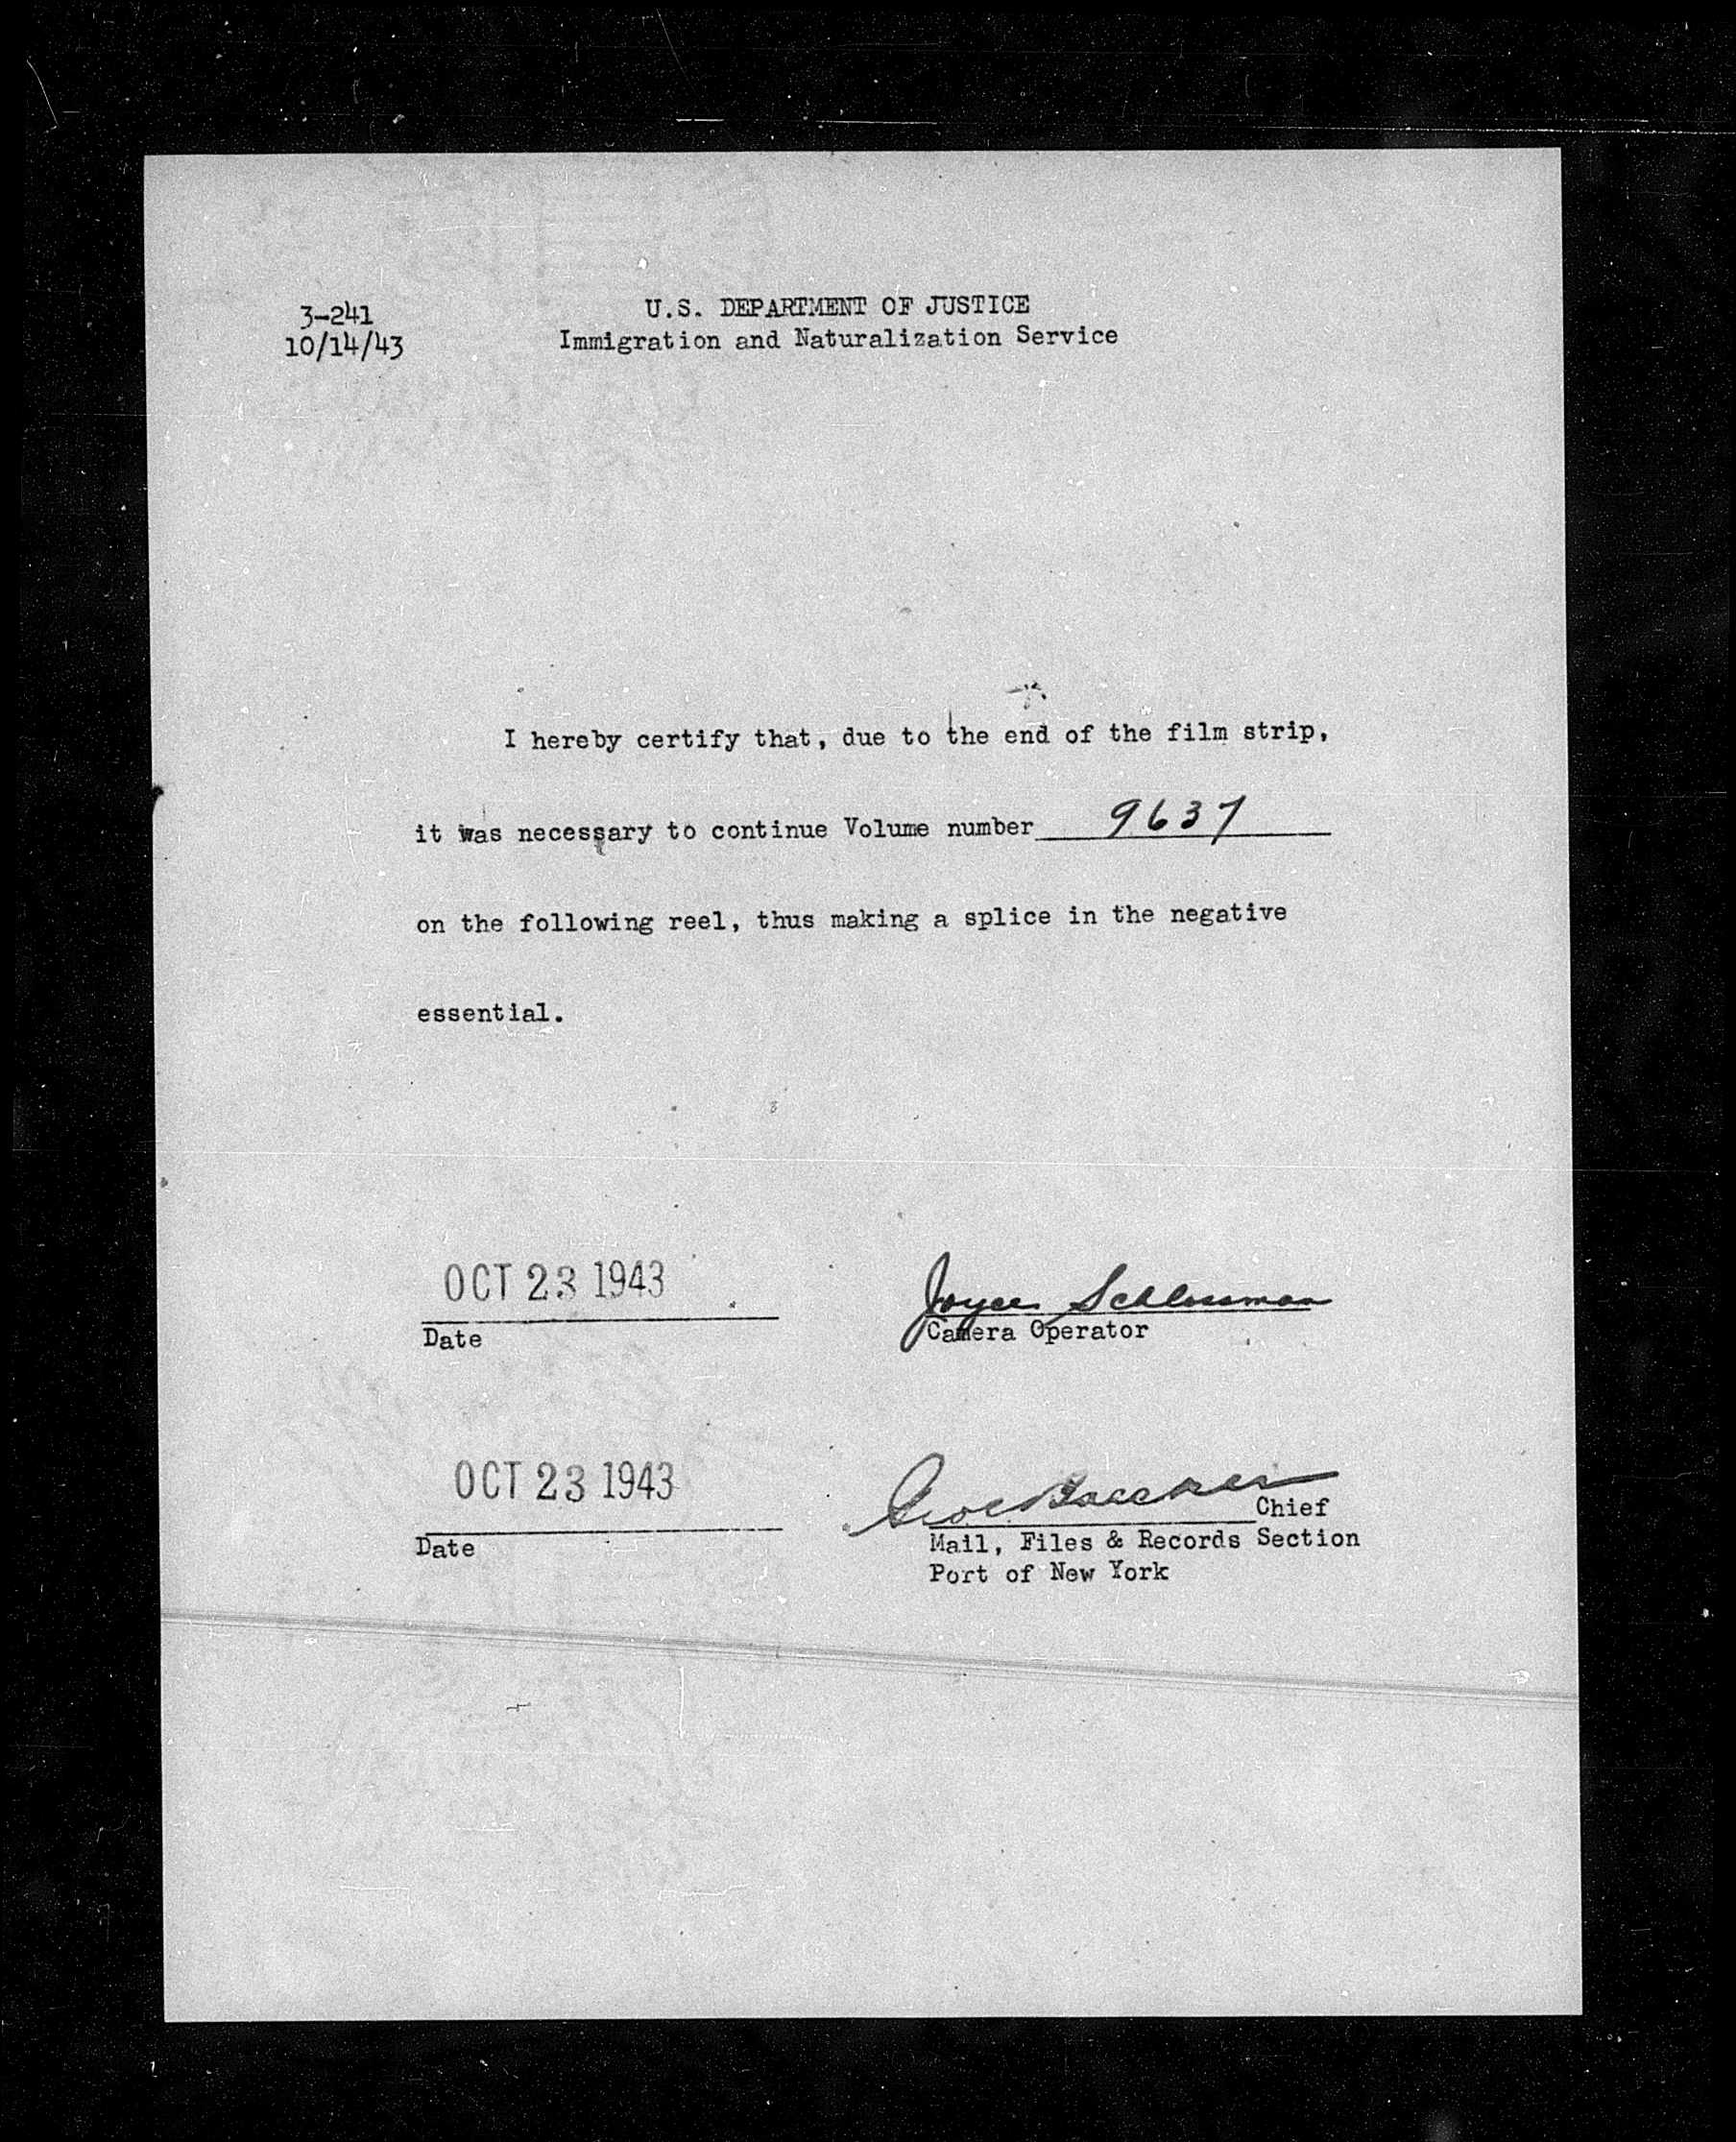 3-241
10/14/43
U.S. DEPARTMENT OF JUSTICE
Immigration and Naturalization Service
I hereby certify that, due to the end of the film strip,
it was necessary to continue Volume number 9637
on the following reel, thus making a splice in the negative
essential.
OCT 23 1943
Joyce Schlossman
Date
Camera Operator
OCT 23 1943
Chief
Date
Mail, Files & Records Section
Port of New York